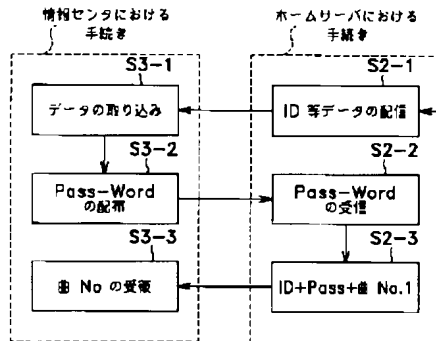 情報センタにおける
手続き
ホームサーバにおける
手続き
S3-1
データの取り込み
S2-1
ID 等データの配信
S3-2
Pass-Word
の配布
S2-2
Pass-Word
の受信
S3-3
曲 No の受領
S2-3
ID+Pass+曲 No.1